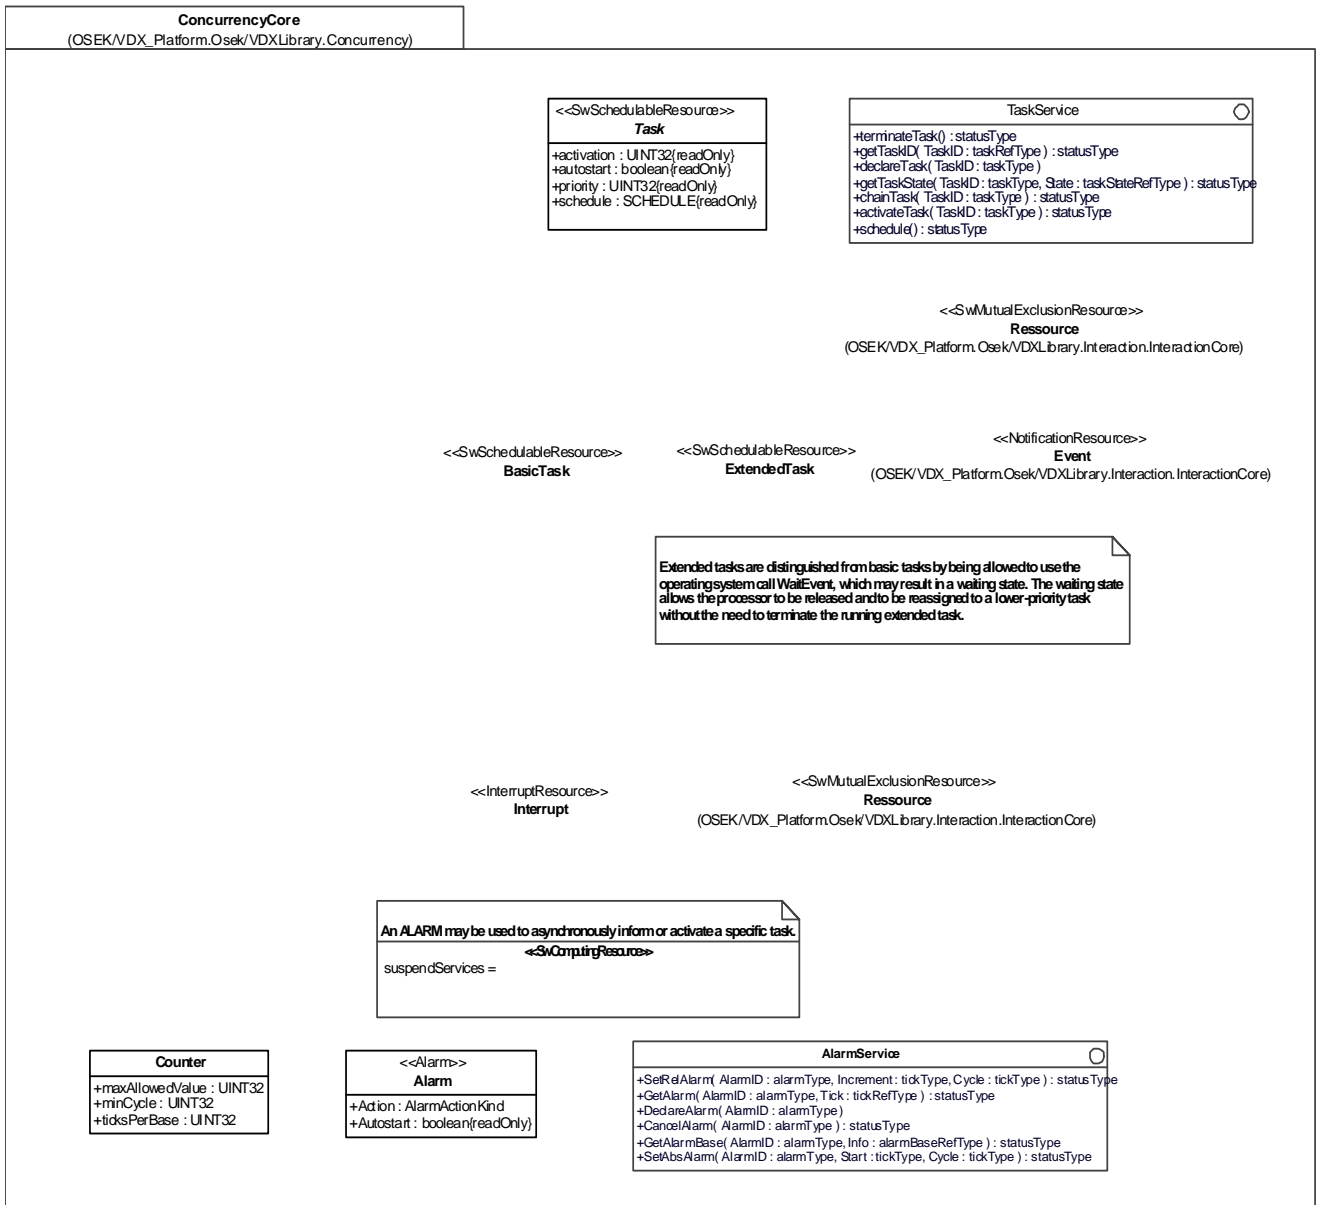 ConcurrencyCore
(OSEK/VDX_Platform.Osek/VDXLibrary.Concurrency)
<<SwSchedulableResource>>
Task
+activation : UINT32{readOnly}
+autostart : boolean{readOnly}
+priority : UINT32{readOnly}
+schedule : SCHEDULE{readOnly}
TaskService
+terminateTask() : statusType
+getTaskID( TaskID : taskRefType ) : statusType
+declareTask( TaskID : taskType )
+getTaskState( TaskID : taskType, State : taskStateRefType ) : statusType
+chainTask( TaskID : taskType ) : statusType
+activateTask( TaskID : taskType ) : statusType
+schedule() : statusType
<<SwMutualExclusionResource>>
Ressource
(OSEK/VDX_Platform.Osek/VDXLibrary.Interaction.InteractionCore)
<<SwSchedulableResource>>
BasicTask
<<SwSchedulableResource>>
ExtendedTask
<<NotificationResource>>
Event
(OSEK/VDX_Platform.Osek/VDXLibrary.Interaction.InteractionCore)
Extended tasks are distinguished from basic tasks by being allowed to use the
operating system call WaitEvent, which may result in a waiting state. The waiting state
allows the processor to be released and to be reassigned to a lower-priority task
without the need to terminate the running extended task.
<<InterruptResource>>
Interrupt
<<SwMutualExclusionResource>>
Ressource
(OSEK/VDX_Platform.Osek/VDXLibrary.Interaction.InteractionCore)
An ALARM may be used to asynchronously inform or activate a specific task.
<<SwComputingResource>>
suspendServices =
Counter
+maxAllowedValue : UINT32
+minCycle : UINT32
+ticksPerBase : UINT32
<<Alarm>>
Alarm
+Action : AlarmActionKind
+Autostart : boolean{readOnly}
AlarmService
+SetRelAlarm( AlarmID : alarmType, Increment : tickType, Cycle : tickType ) : statusType
+GetAlarm( AlarmID : alarmType, Tick : tickRefType ) : statusType
+DeclareAlarm( AlarmID : alarmType )
+CancelAlarm( AlarmID : alarmType ) : statusType
+GetAlarmBase( AlarmID : alarmType, Info : alarmBaseRefType ) : statusType
+SetAbsAlarm( AlarmID : alarmType, Start : tickType, Cycle : tickType ) : statusType